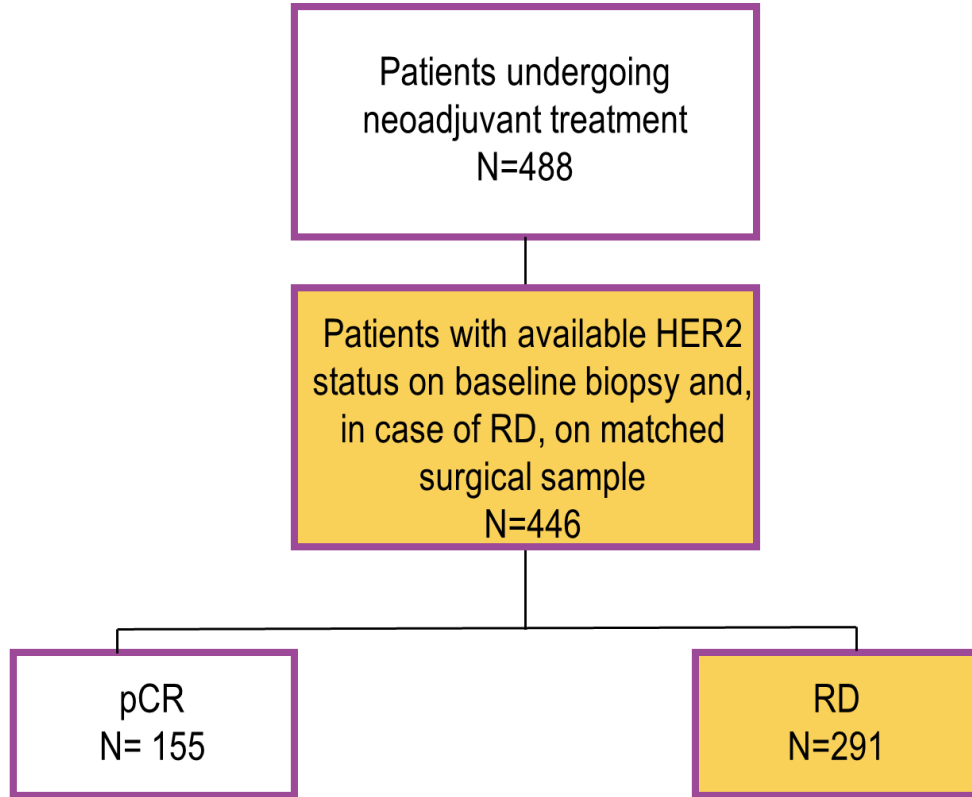 Patients undergoing
neoadjuvant treatment
N=488
Patients with available HER2
status on baseline biopsy and,
in case of RD, on matched
surgical sample
N=446
pCR
N= 155
RD
N=291